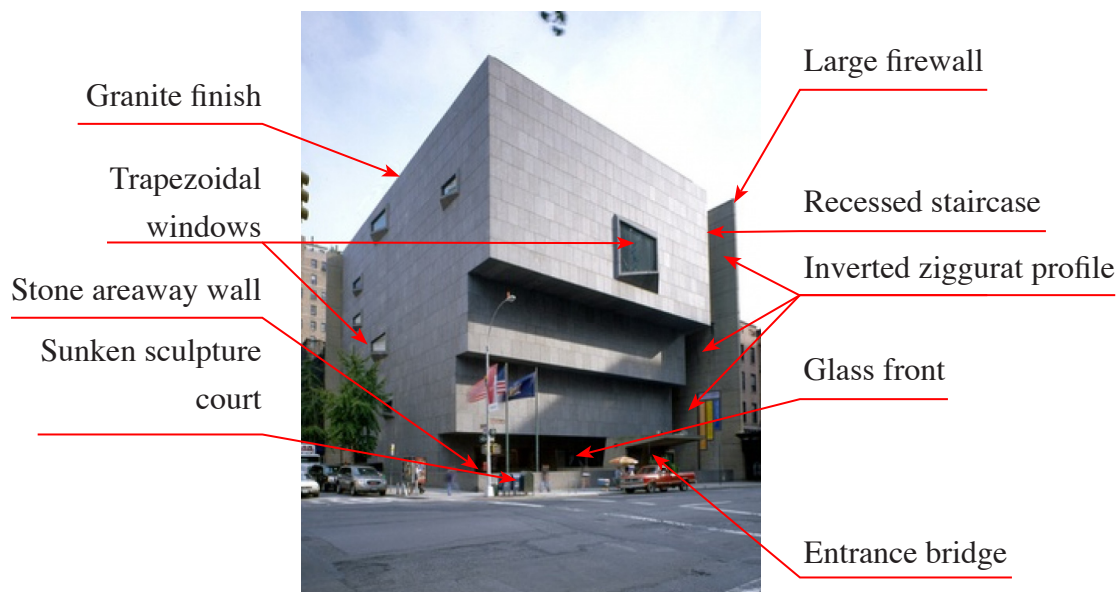 Granite finish
Trapezoidal
windows
Stone areaway wall
Sunken sculpture
court
Large firewall
Recessed staircase
Inverted ziggurat profile
Glass front
Entrance bridge